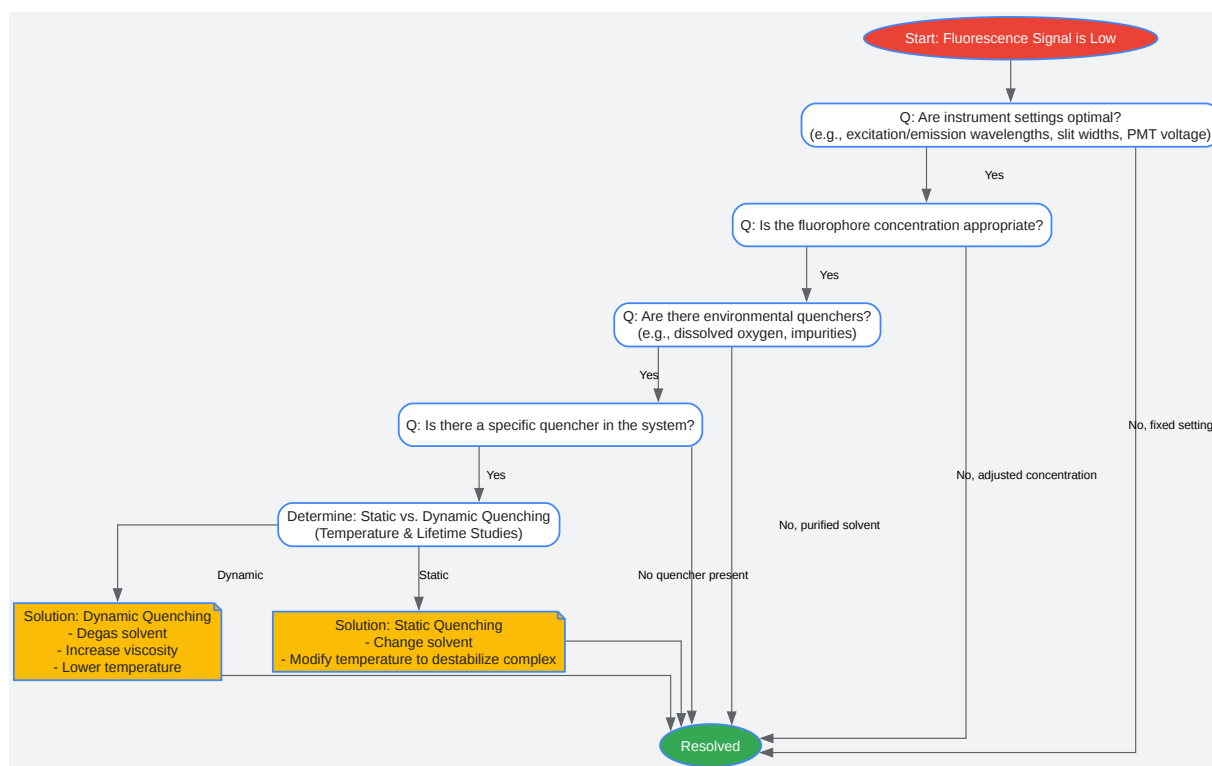 Start: Fluorescence Signal is Low
Q: Are instrument settings optimal?
(e.g., excitation/emission wavelengths, slit widths, PMT voltage)
Yes
Q: Is the fluorophore concentration appropriate?
Yes
Q: Are there environmental quenchers?
(e.g., dissolved oxygen, impurities)
Yes
Q: Is there a specific quencher in the system?
No, fixed setting
Yes
No, adjusted concentration
Determine: Static vs. Dynamic Quenching
(Temperature & Lifetime Studies)
No, purified solvent
Dynamic
Static
No quencher present
Solution: Dynamic Quenching
- Degas solvent
- Increase viscosity
- Lower temperature
Solution: Static Quenching
- Change solvent
- Modify temperature to destabilize complex
Resolved